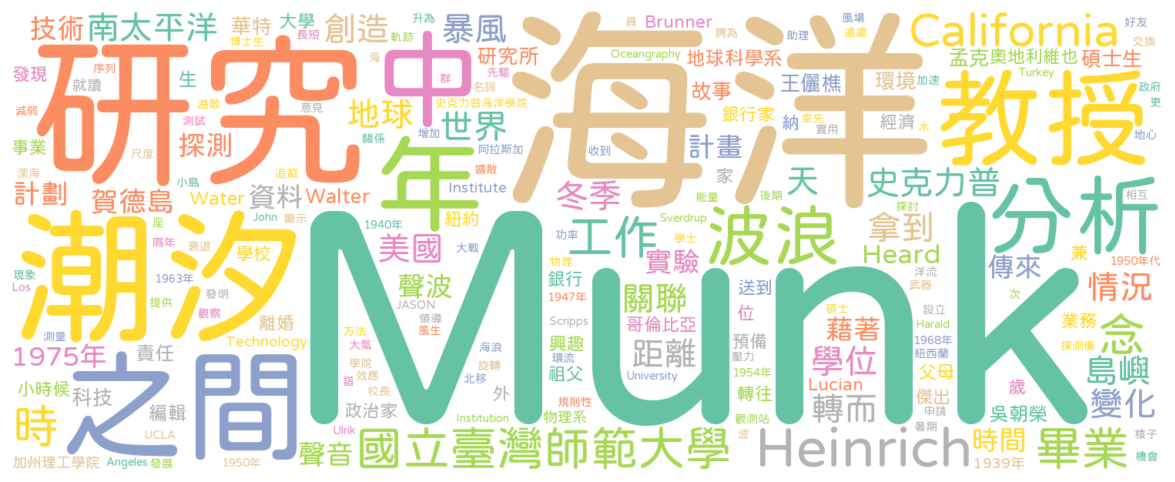 技術 南太平洋 華特 大學 升為 長短 軌跡 創造 暴風 員 Brunner 聘為 風場 助理 遠處 California 好友 交換
發現 序列 博士生 研究 中 研究所 先驅 名詞 Oceanography 地球科學系 孟克 奧地利 維也 碩士生 Turkey
減弱 就讀 生 溢散 測試 意見 地球 史克力普海洋學院 群 海洋 故事 王儷樵 環境 加速 教授 政府 更
事業 探測 關係 增加 世界 阿拉斯加 收到 擴散 銀行家 納 率先 實用 經濟 水 地心
深海 尺度 追蹤 海 計畫 家 天 史克力普 相互
計劃 賀德島 小島 Water 資料 Walter 年 Institute 冬季 能量 後期 探討 分析
座 John 顯示 1940年 紐約 工作 Sverdrup 波浪 拿到
潮汐 隔年 衰退 學校 美國 大戰 功率 學士 實驗 Heard 傳來 兼 1950年代
現象 Los 1963年 聲波 物理 銀行 關聯 送到 洋流 武器 情況
提供 發明 觀察 JASON 領導 1947年 位 碩士 設立 次
測量 離婚 Technology 方法 大氣 風生 Scripps 哥倫比亞 藉著 Harald 1968年 業務 念
1975年 責任 Munk 海浪 興趣 環流 距離 預備 壓力 學位 紐西蘭 探測儀
之間 學院 效應 校長 旋轉 北移 祖父 University 1954年 Lucian 父母 歲 島嶼
小時候 科技 編輯 政治家 外 規則性 轉往 轉而 傑出 變化
時 UCLA Ulrik Institution 物理系 觀測站 申請 吳朝榮
加州理工學院 Angeles 發展 1950年 聲音 國立臺灣師範大學 波 Heinrich 暑期 時間 1939年 畢業 核子 機會